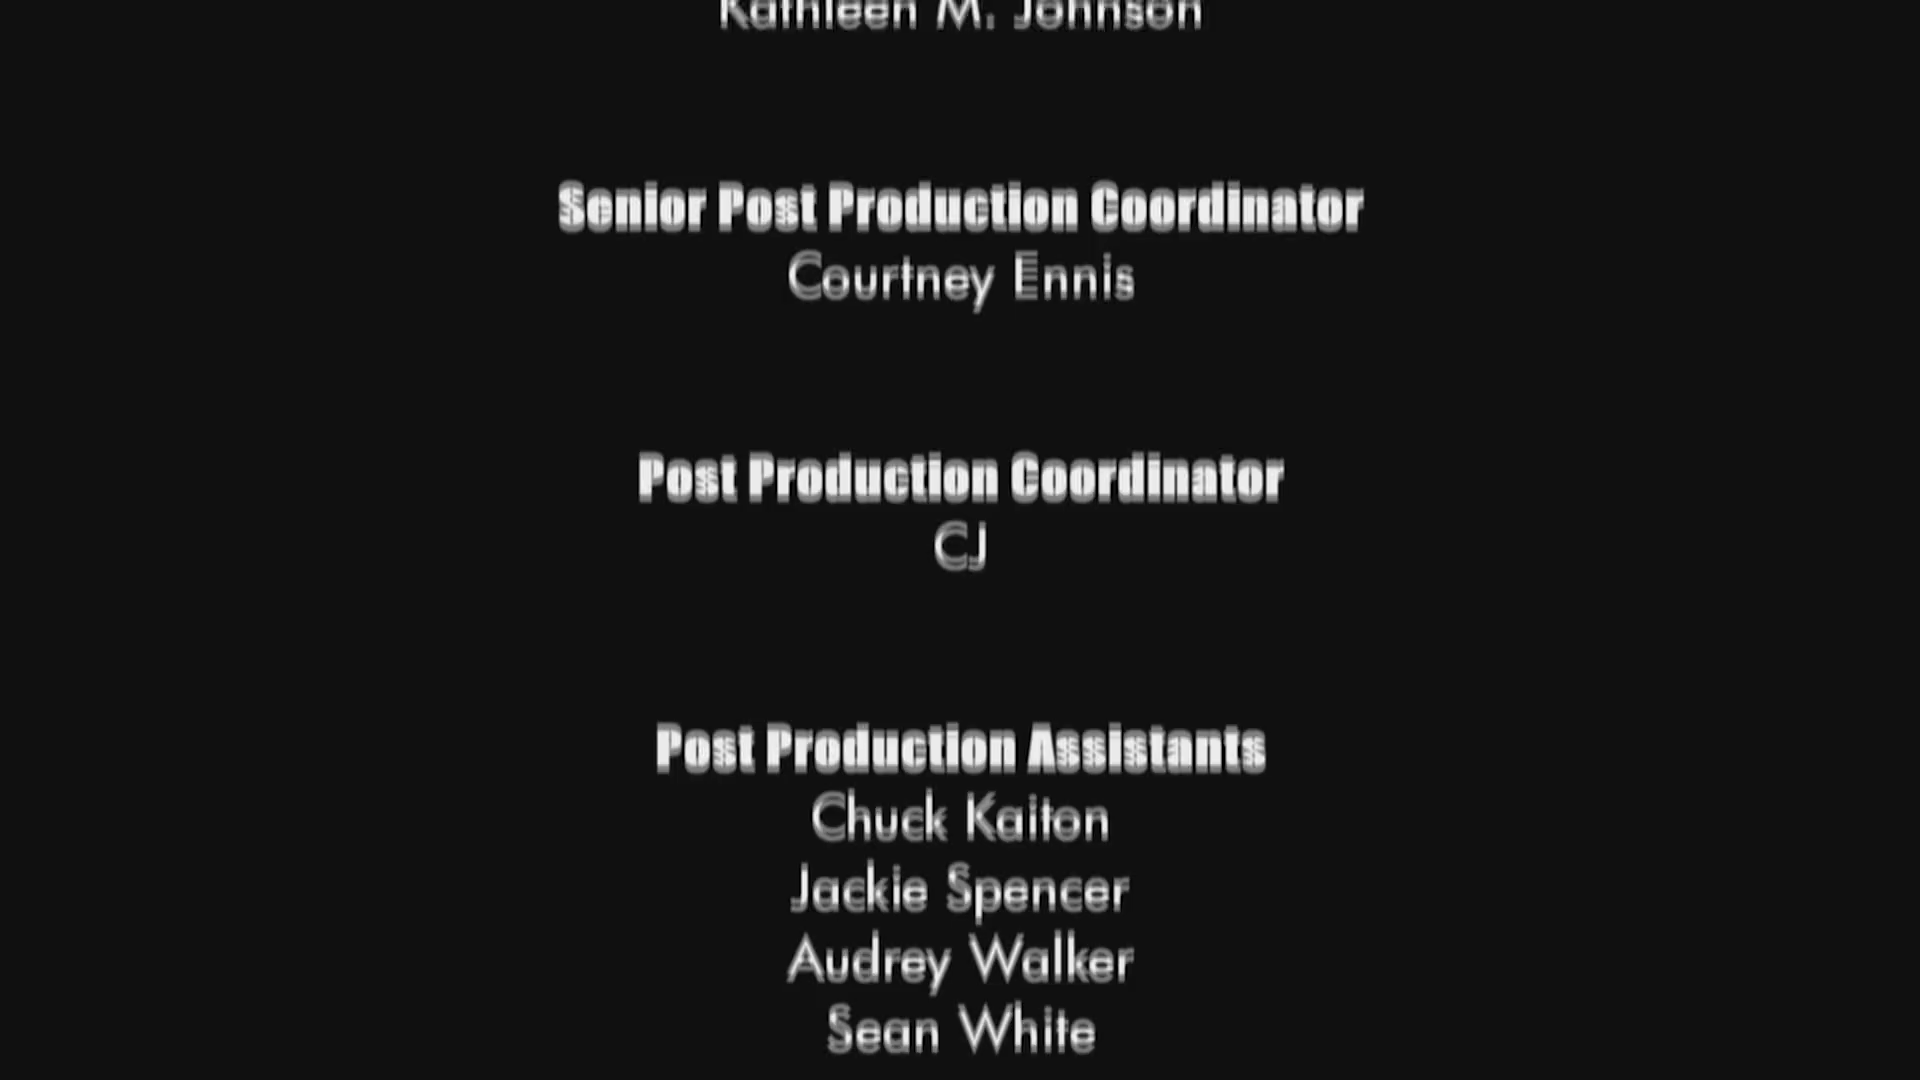 Kathleen M. Johnson
Senior Post Production Coordinator
Courtney Ennis
Post Production Coordinator
CJ
Post Production Assistants
Chuck Kaiton
Jackie Spencer
Audrey Walker
Sean White